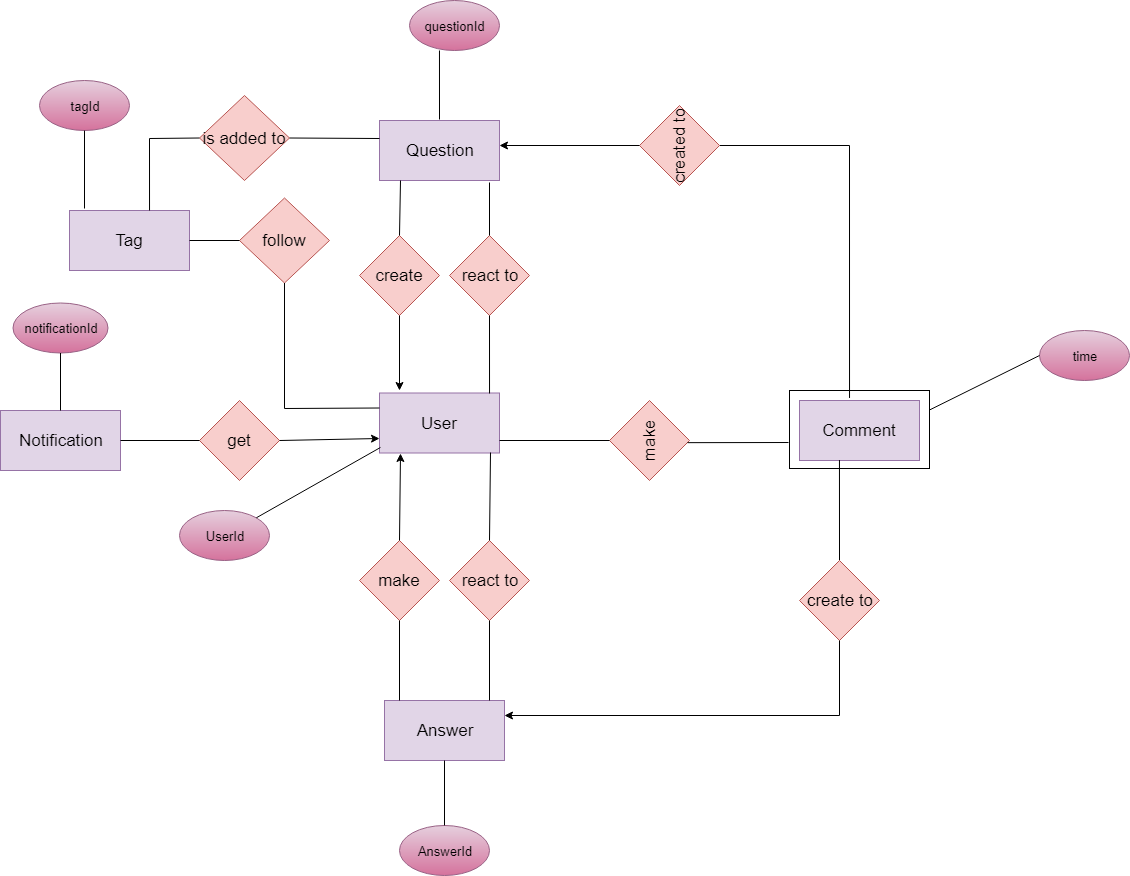 questionId
tagId
is added to
Question
created to
Tag
follow
create
react to
notificationId
time
User
Notification
get
make
Comment
UserId
make
react to
create to
Answer
AnswerId